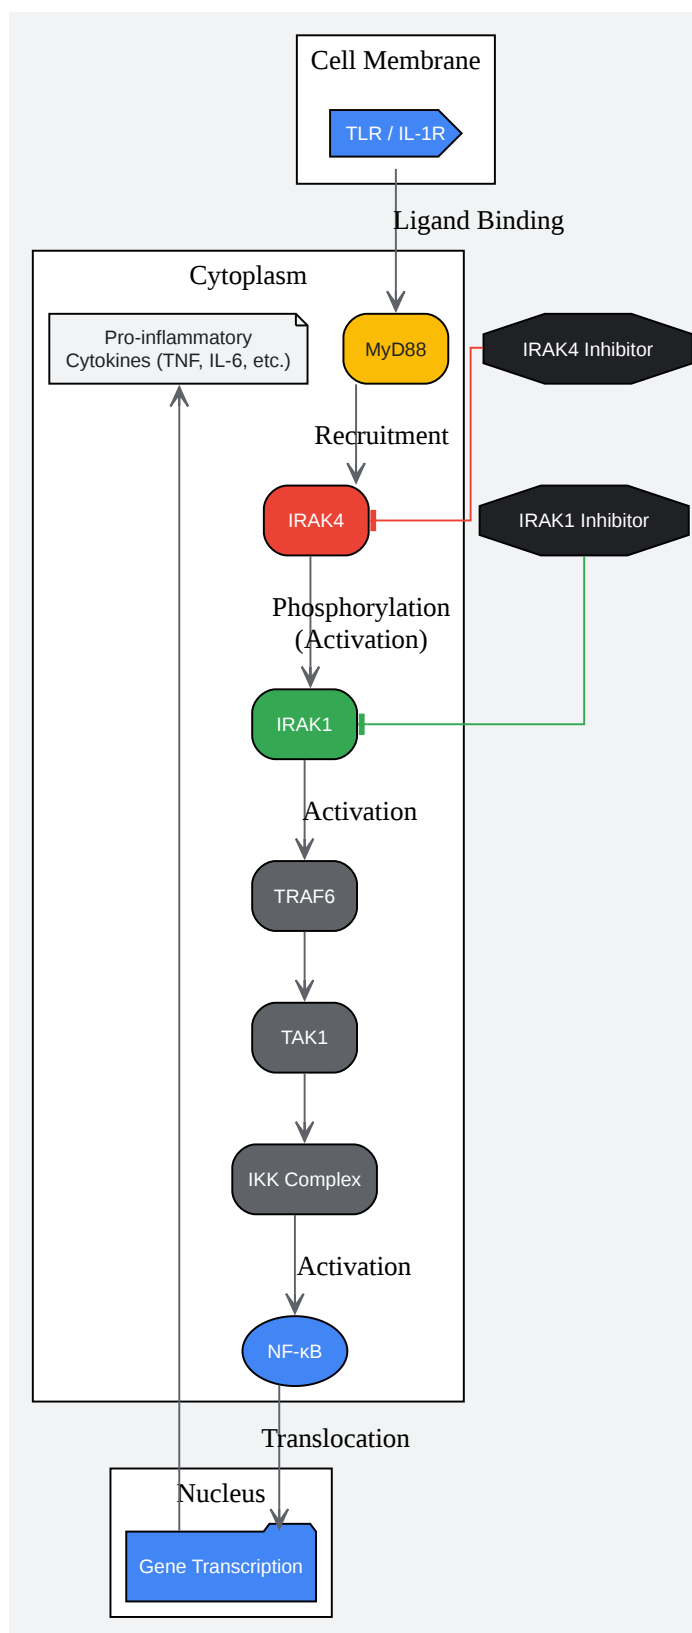 Cell Membrane
TLR / IL-1R
Ligand Binding
Cytoplasm
Pro-inflammatory
Cytokines (TNF, IL-6, etc.)
MyD88
IRAK4 Inhibitor
Recruitment
IRAK4
IRAK1 Inhibitor
Phosphorylation
(Activation)
IRAK1
Activation
TRAF6
TAK1
IKK Complex
Activation
NF-κB
Translocation
Nucleus
Gene Transcription